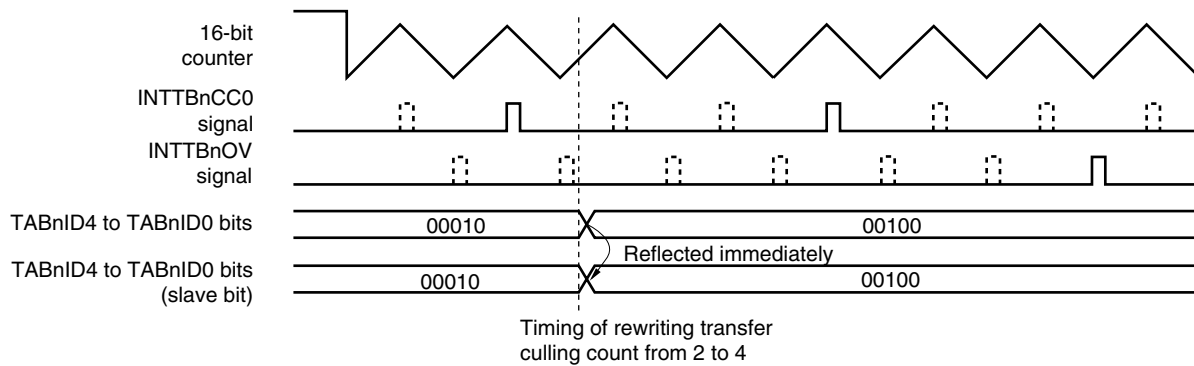 16-bit
counter
INTTBnCC0
signal
INTTBnOV
signal
TABnID4 to TABnID0 bits
00010
00100
Reflected immediately
TABnID4 to TABnID0 bits
(slave bit)
00010
00100
Timing of rewriting transfer
culling count from 2 to 4